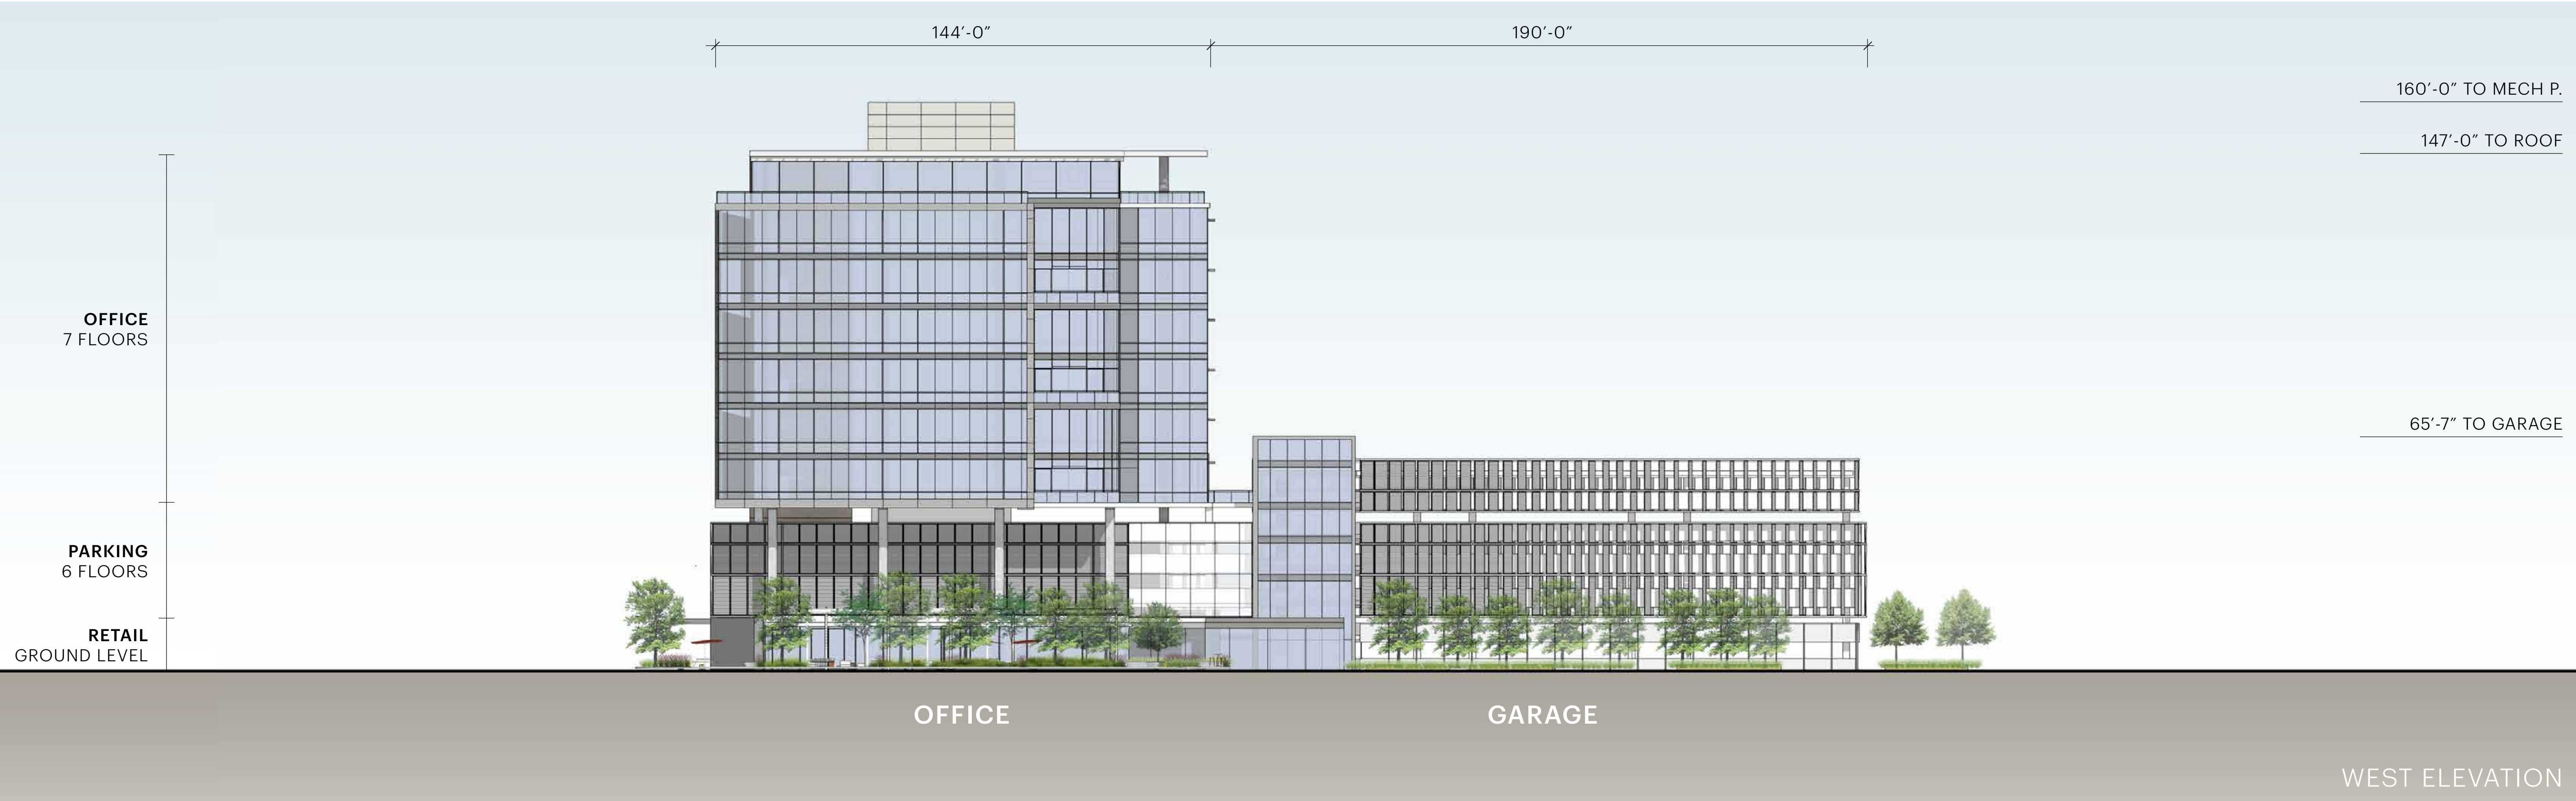 144’-0” 190’-0”
160’-0” TO MECH P.
147’-0” TO ROOF
OFFICE
7 FLOORS
65’-7” TO GARAGE
PARKING
6 FLOORS
RETAIL
GROUND LEVEL
OFFICE GARAGE
WEST ELEVATION